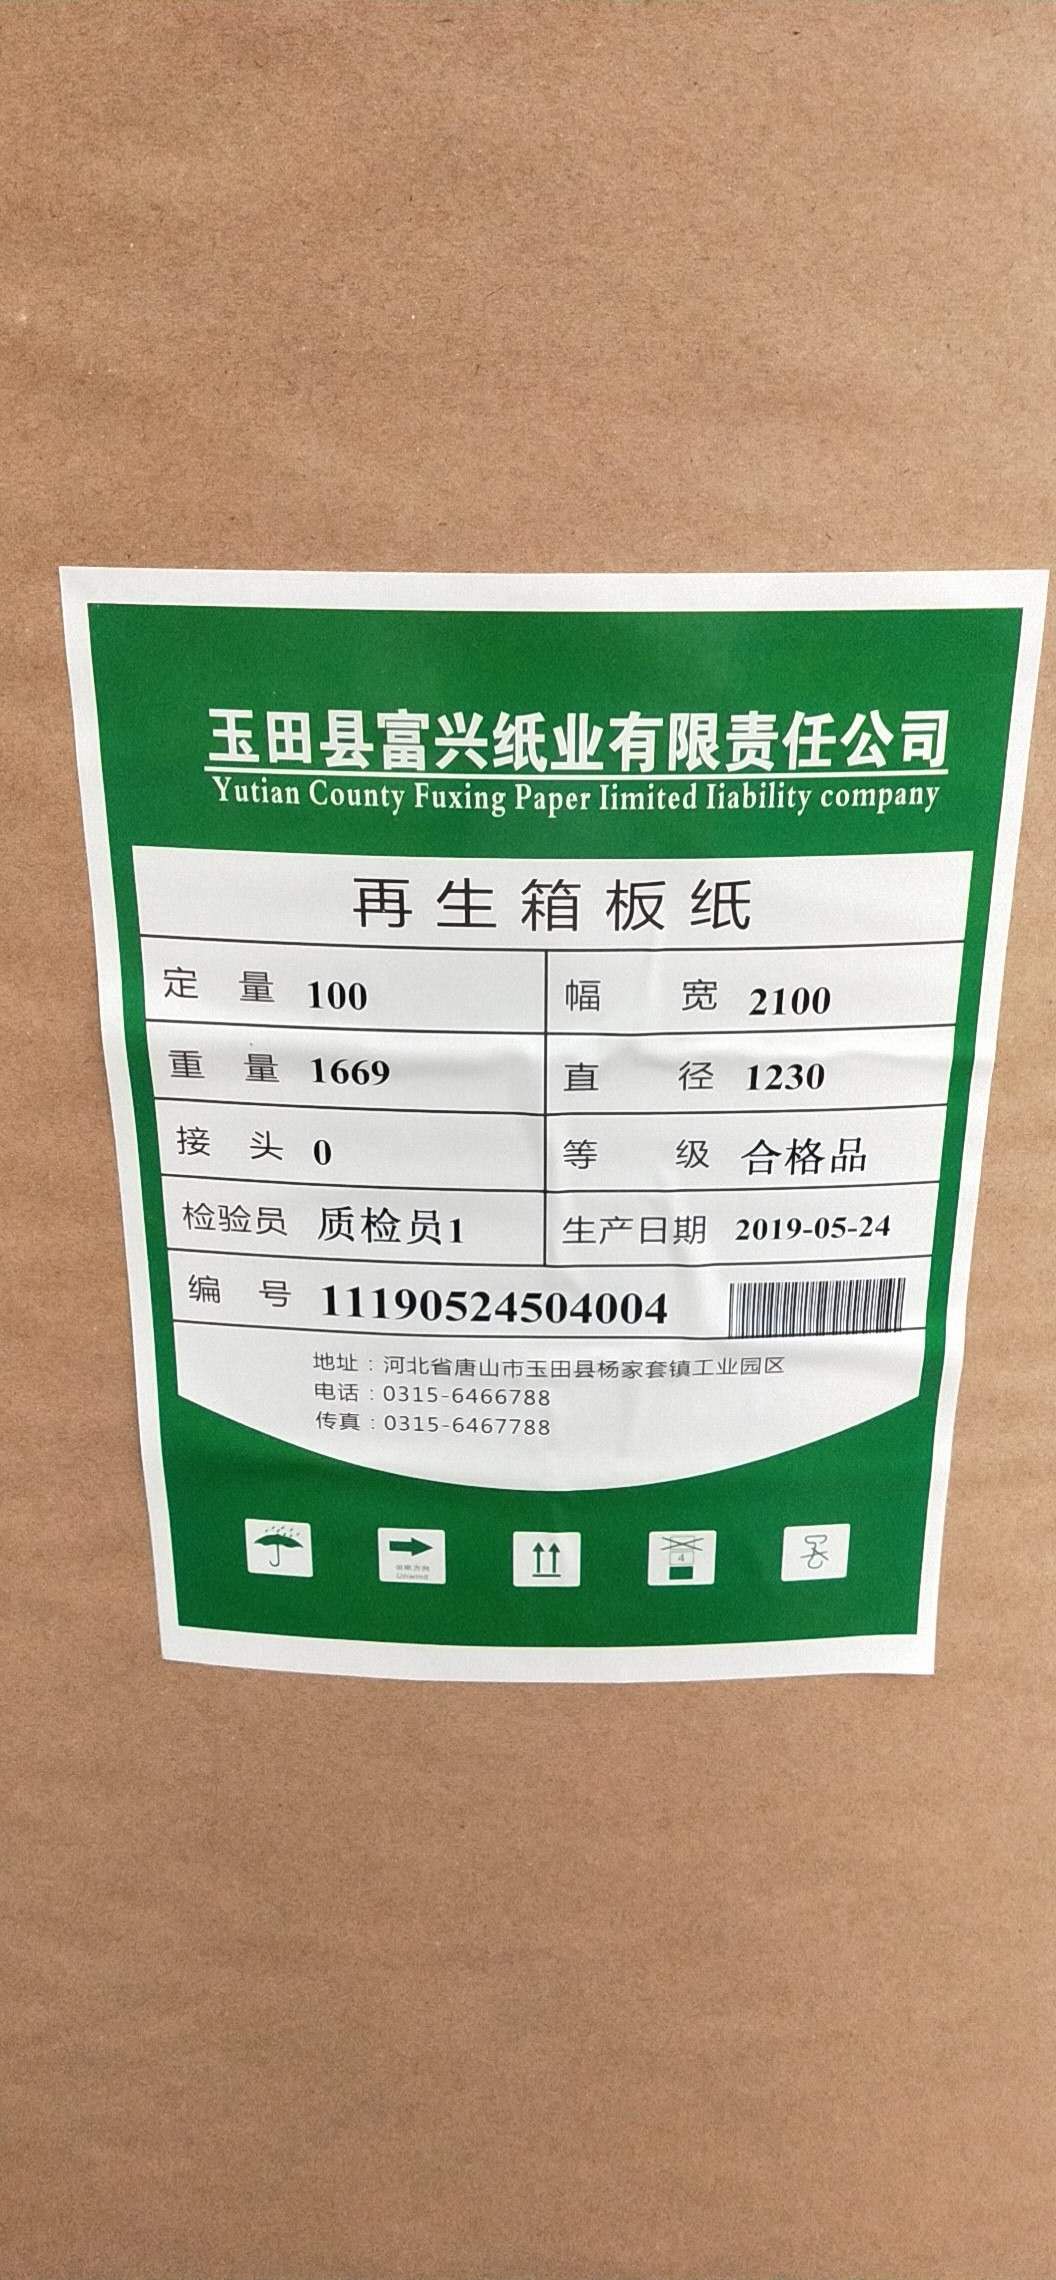 玉田县富兴纸业有限责任公司
Yutian County Fuxing Paper Iimited Iiability company
再生箱板纸
定量 100 幅宽 2100
重量 1669 直径 1230
接头 0 等级 合格品
检验员 质检员1 生产日期 2019-05-24
编号 11190524504004
地址：河北省唐山市玉田县杨家套镇工业园区
电话：0315-6466788
传真：0315-6467788
4
Unwind